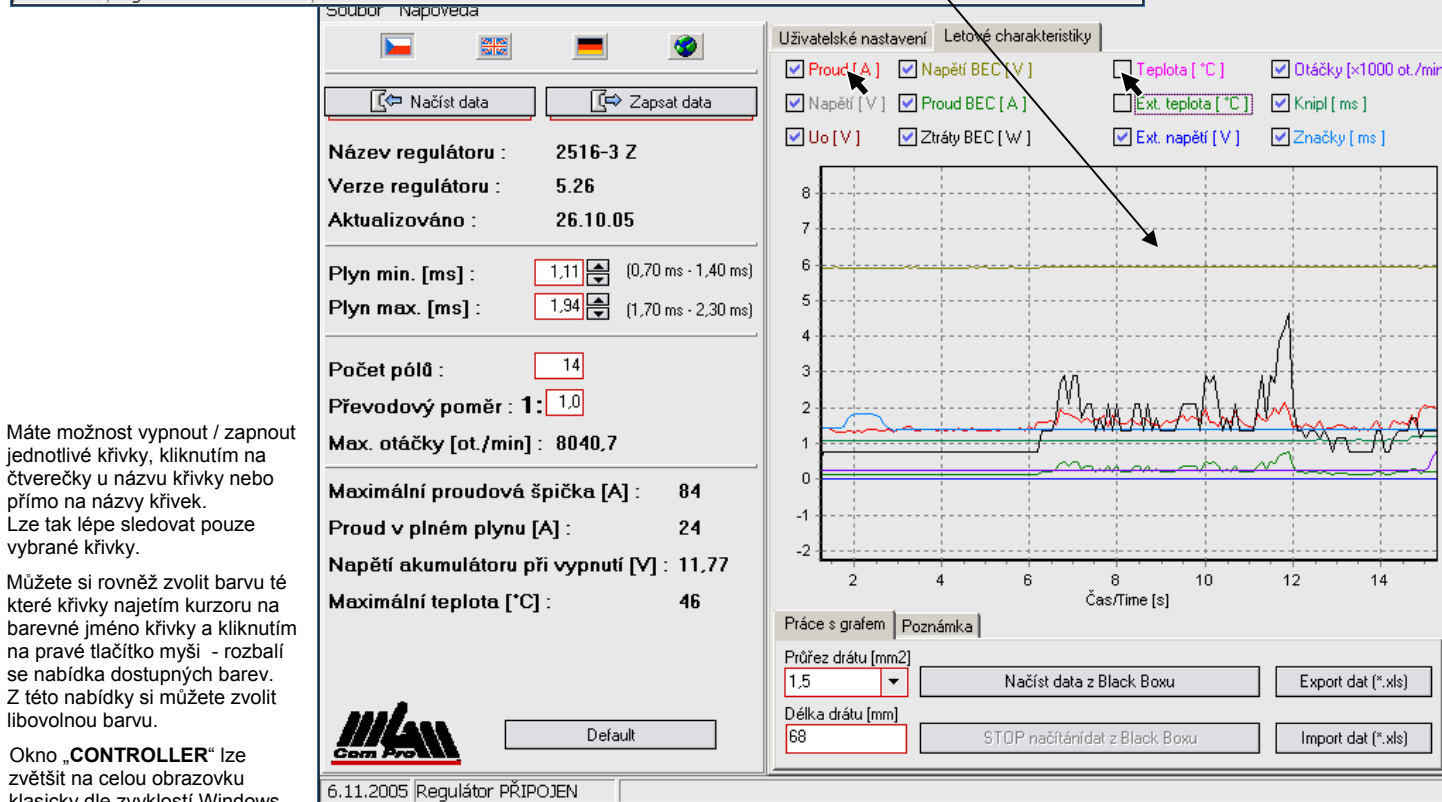 Soubor Nápověda
Načíst data
Zapsat data
Název regulátoru : 2516-3 Z
Verze regulátoru : 5.26
Aktualizováno : 26.10.05
Plyn min. [ms] : 1,11 (0,70 ms - 1,40 ms)
Plyn max. [ms] : 1,94 (1,70 ms - 2,30 ms)
Počet pólů : 14
Převodový poměr : 1: 1,0
Max. otáčky [ot./min] : 8040,7
Maximální proudová špička [A] : 84
Proud v plném plynu [A] : 24
Napětí akumulátoru při vypnutí [V] : 11,77
Maximální teplota [°C] : 46
mgm
Com Pro
Default
6.11.2005 Regulátor PŘIPOJEN
Uživatelské nastavení Letové charakteristiky
Proud [ A ] Napětí BEC [ V ] Teplota [ °C ] Otáčky [×1000 ot./min
Napětí [ V ] Proud BEC [ A ] Ext. teplota [ °C ] Knipl [ ms ]
Uo [ V ] Ztráty BEC [ W ] Ext. napětí [ V ] Značky [ ms ]
8
7
6
5
4
3
2
1
0
-1
-2
2 4 6 8 10 12 14
Čas/Time [s]
Práce s grafem Poznámka
Průřez drátu [mm2]
1,5 Načíst data z Black Boxu Export dat (*.xls)
Délka drátu [mm]
68 STOP načítánídat z Black Boxu Import dat (*.xls)
Máte možnost vypnout / zapnout
jednotlivé křivky, kliknutím na
čtverečky u názvu křivky nebo
přímo na názvy křivek.
Lze tak lépe sledovat pouze
vybrané křivky.
Můžete si rovněž zvolit barvu té
které křivky najetím kurzoru na
barevné jméno křivky a kliknutím
na pravé tlačítko myši - rozbalí
se nabídka dostupných barev.
Z této nabídky si můžete zvolit
libovolnou barvu.
Okno „CONTROLLER“ lze
zvětšit na celou obrazovku
klasicky dle zvyklostí Windows